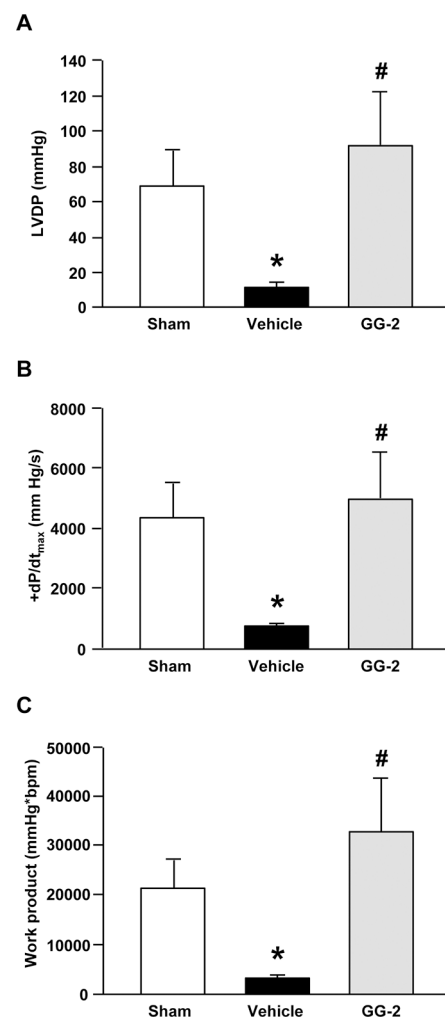 A
LVDP (mmHg)
140
120
100
80
60
40
20
0
*
#
Sham Vehicle GG-2
B
+dP/dtmax (mm Hg/s)
8000
6000
4000
2000
0
*
#
Sham Vehicle GG-2
C
Work product (mmHg*bpm)
50000
40000
30000
20000
10000
0
*
#
Sham Vehicle GG-2